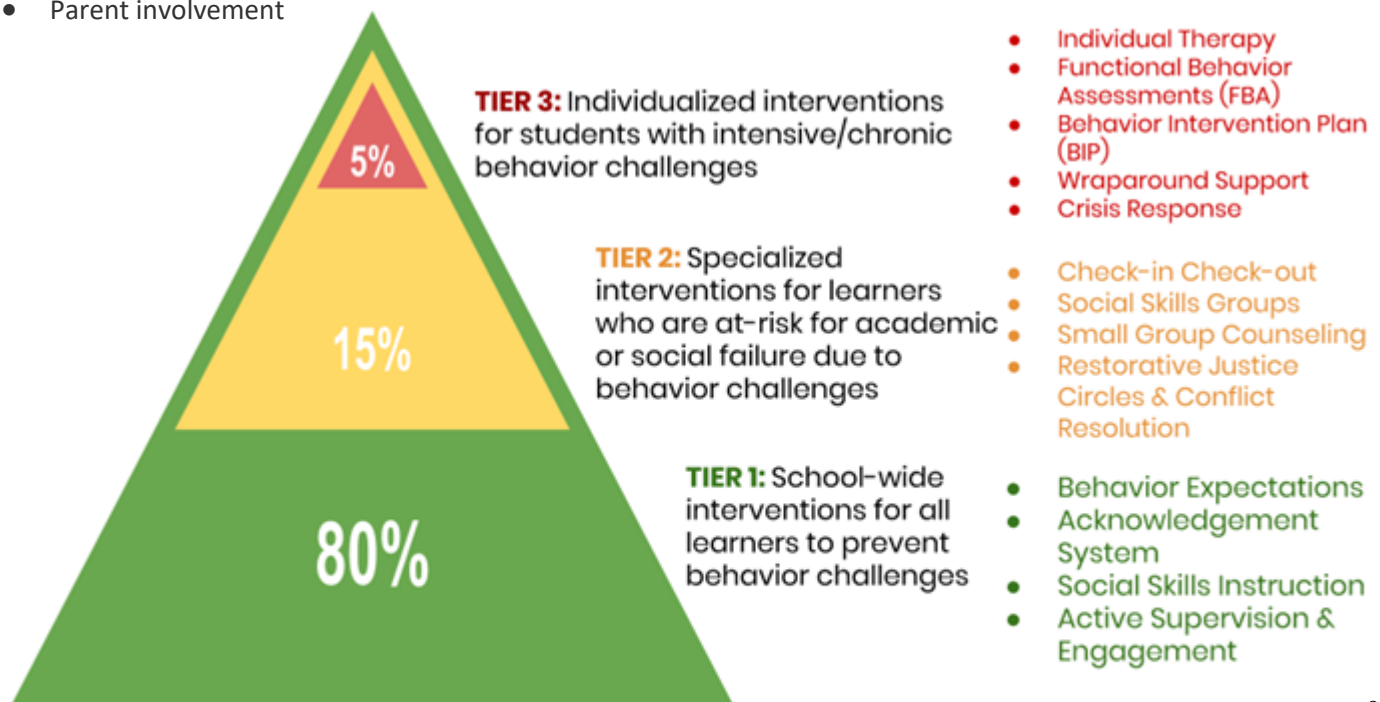 ● Parent involvement
TIER 3: Individualized interventions
for students with intensive/chronic
behavior challenges
5%
● Individual Therapy
● Functional Behavior
Assessments (FBA)
● Behavior Intervention Plan
(BIP)
● Wraparound Support
● Crisis Response
TIER 2: Specialized
interventions for learners
who are at-risk for academic
or social failure due to
behavior challenges
15%
● Check-in Check-out
● Social Skills Groups
● Small Group Counseling
● Restorative Justice
Circles & Conflict
Resolution
TIER 1: School-wide
interventions for all
learners to prevent
behavior challenges
80%
● Behavior Expectations
● Acknowledgement
System
● Social Skills Instruction
● Active Supervision &
Engagement